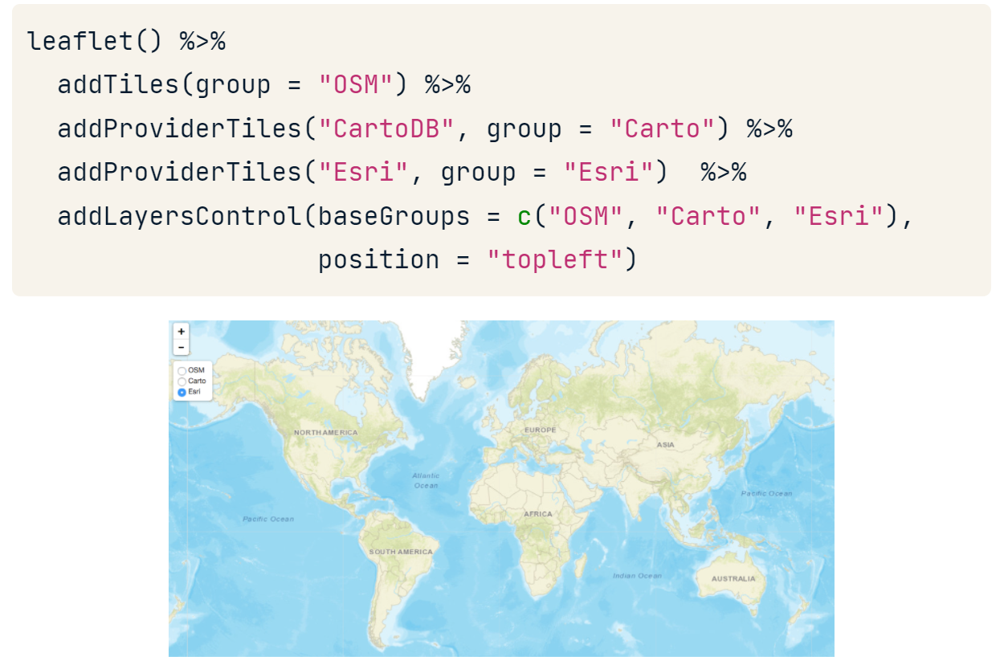 leaflet() %>%
  addTiles(group = "OSM") %>%
  addProviderTiles("CartoDB", group = "Carto") %>%
  addProviderTiles("Esri", group = "Esri")  %>%
  addLayersControl(baseGroups = c("OSM", "Carto", "Esri"),
                   position = "topleft")
+
-
OSM
Carto
Esri
NORTH AMERICA
EUROPE
ASIA
Atlantic
Ocean
Pacific Ocean
AFRICA
Pacific Ocean
SOUTH AMERICA
Indian Ocean
AUSTRALIA